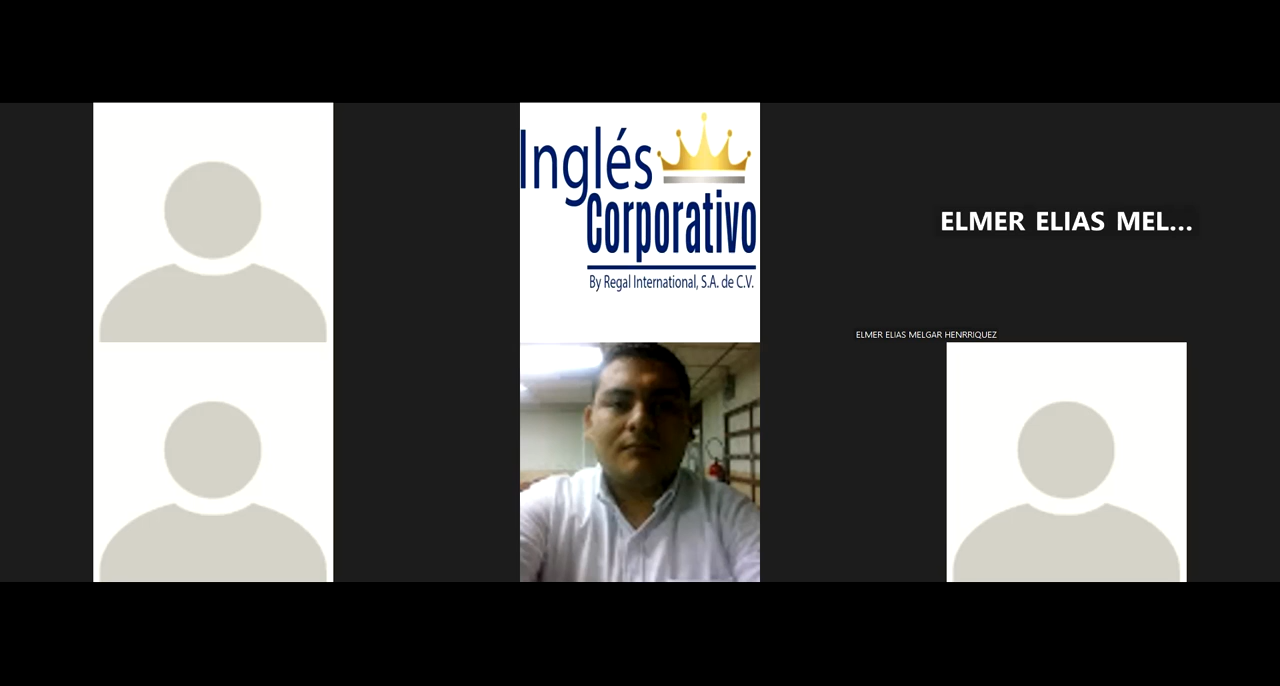 Inglés
Corporativo
By Regal International, S.A. de C.V.
ELMER ELIAS MEL...
ELMER ELIAS MELGAR HENRRIQUEZ